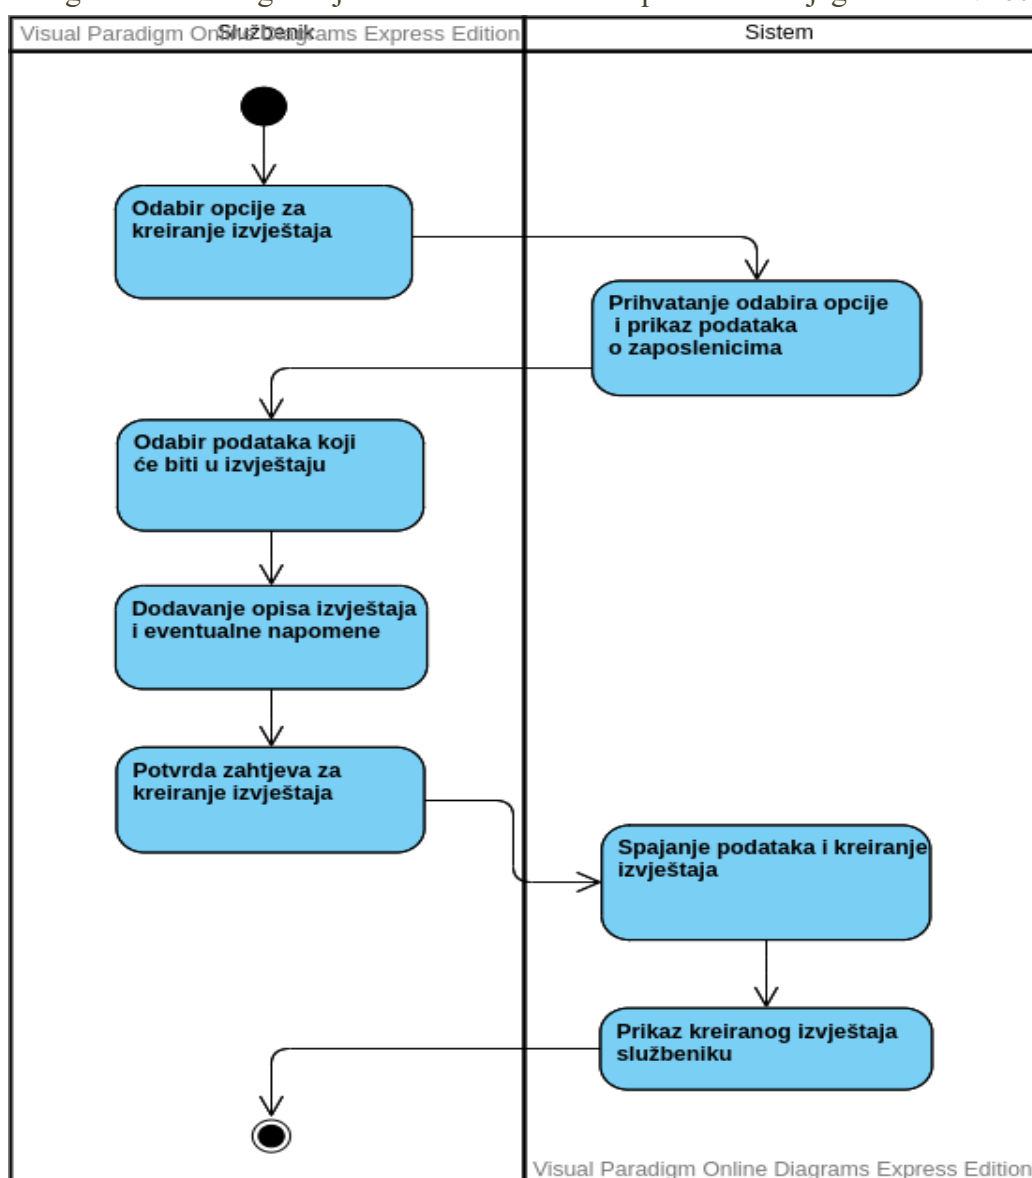 Visual Paradigm Online Diagrams Express Edition
Službenik
Sistem
Odabir opcije za
kreiranje izvještaja
Prihvatanje odabira opcije
i prikaz podataka
o zaposlenicima
Odabir podataka koji
će biti u izvještaju
Dodavanje opisa izvještaja
i eventualne napomene
Potvrda zahtjeva za
kreiranje izvještaja
Spajanje podataka i kreiranje
izvještaja
Prikaz kreiranog izvještaja
službeniku
Visual Paradigm Online Diagrams Express Edition